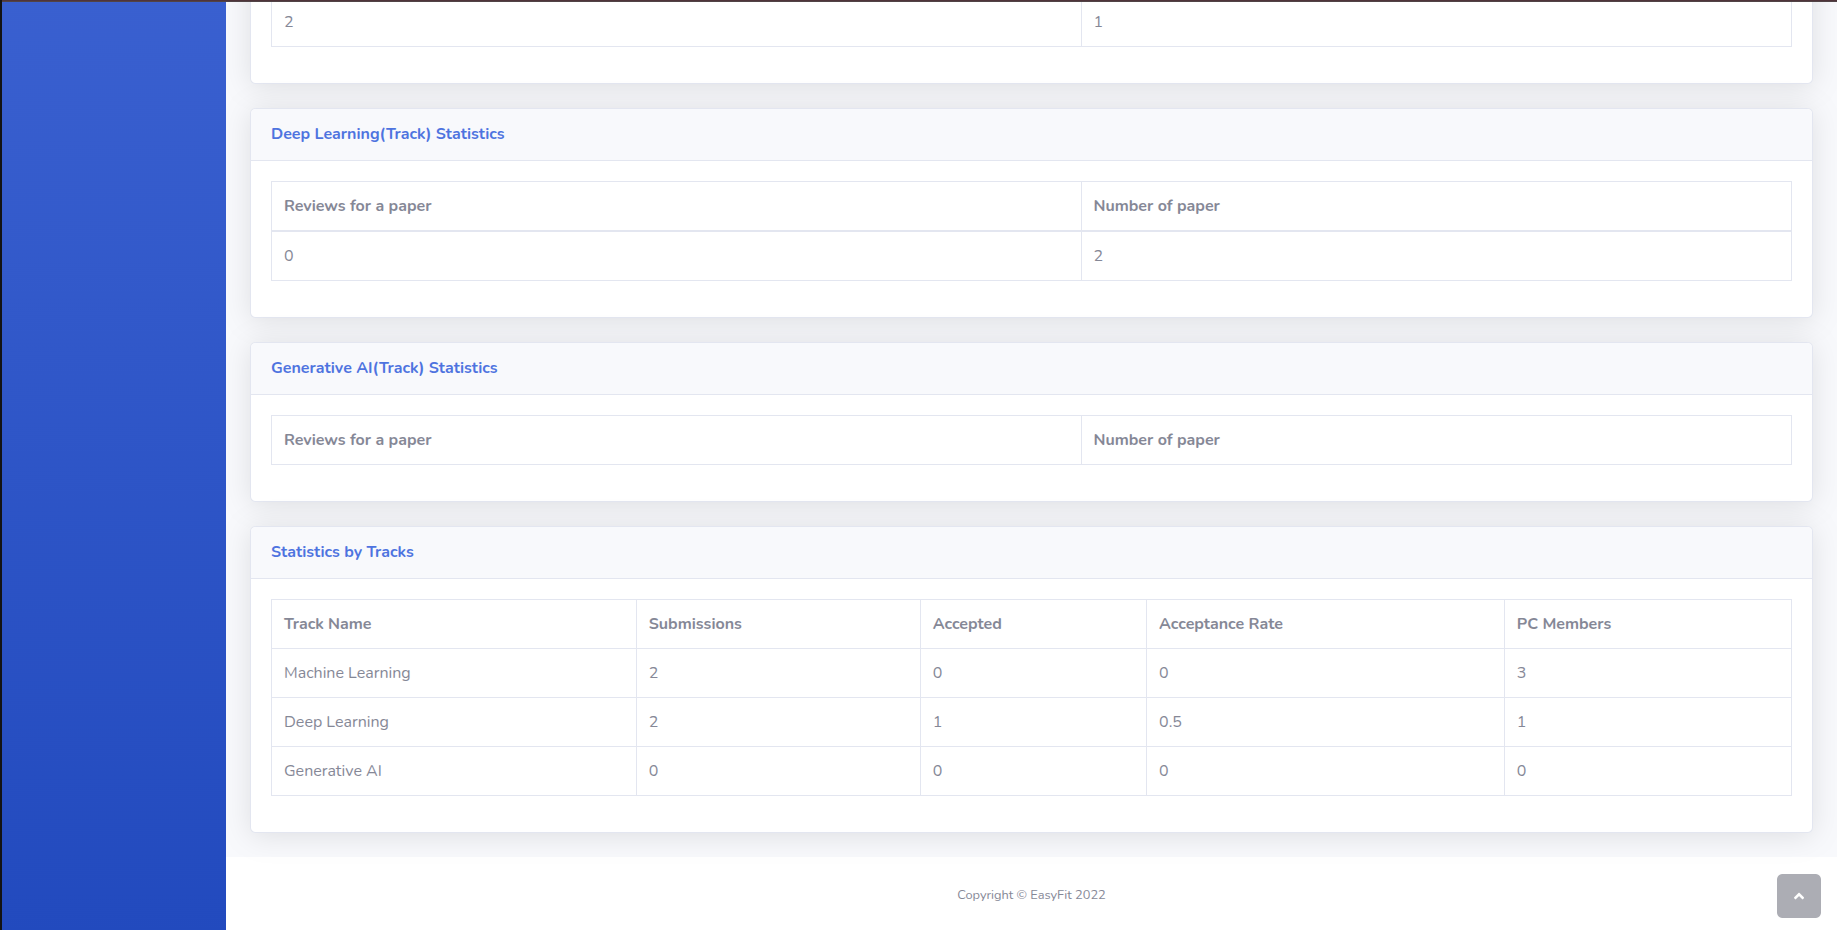 2 1
Deep Learning(Track) Statistics
Reviews for a paper Number of paper
0 2
Generative AI(Track) Statistics
Reviews for a paper Number of paper
Statistics by Tracks
Track Name Submissions Accepted Acceptance Rate PC Members
Machine Learning 2 0 0 3
Deep Learning 2 1 0.5 1
Generative AI 0 0 0 0
Copyright © EasyFit 2022